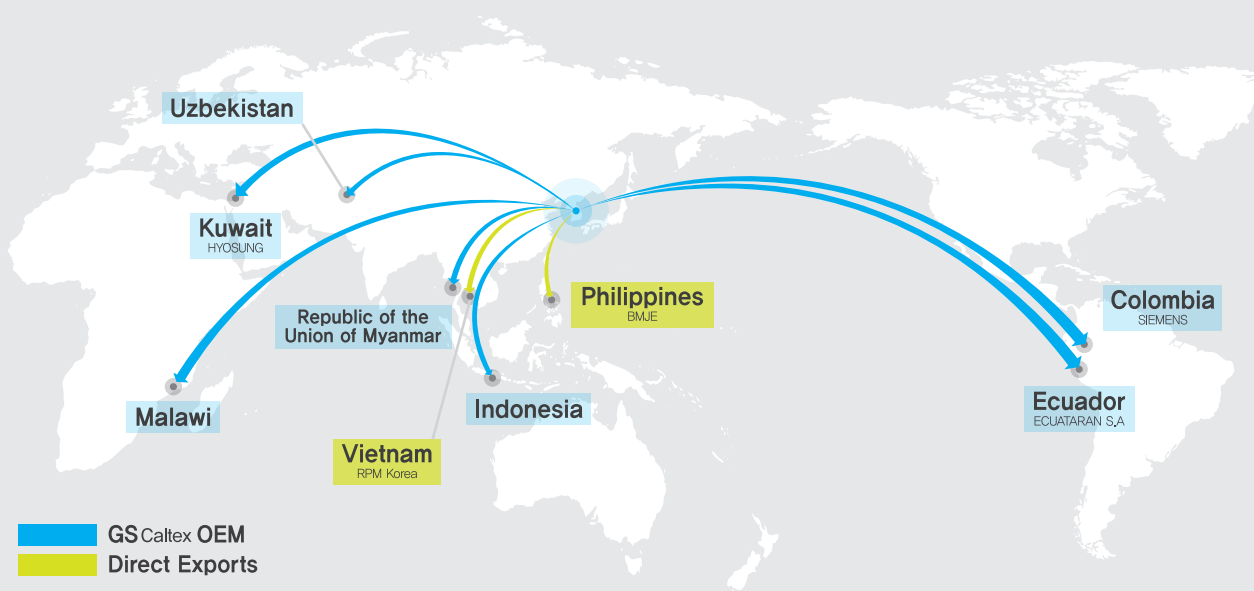 Uzbekistan
Kuwait
HYOSUNG
Republic of the
Union of Myanmar
Philippines
BMJE
Colombia
SIEMENS
Malawi
Indonesia
Ecuador
ECUATARAN S.A
Vietnam
RPM Korea
GS Caltex OEM
Direct Exports